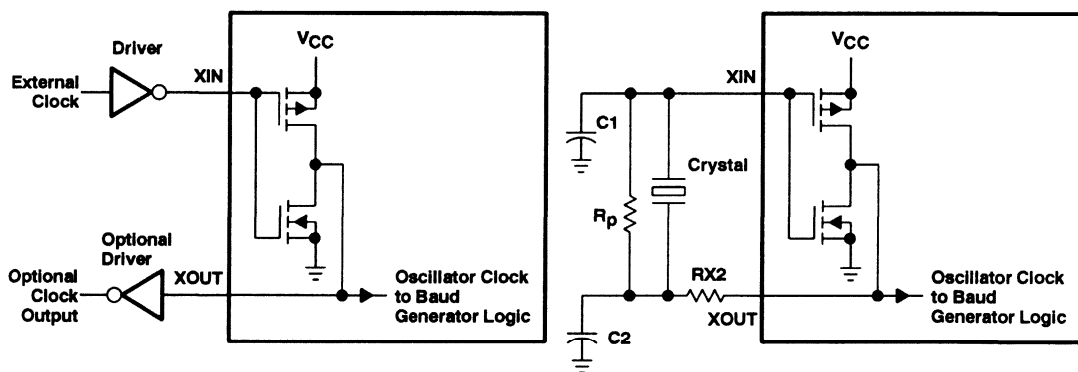 VCC
Driver
External
Clock
XIN
Optional
Driver
Optional
Clock
Output
XOUT
Oscillator Clock
to Baud
Generator Logic
VCC
XIN
C1
Crystal
Rp
RX2
XOUT
C2
Oscillator Clock
to Baud
Generator Logic